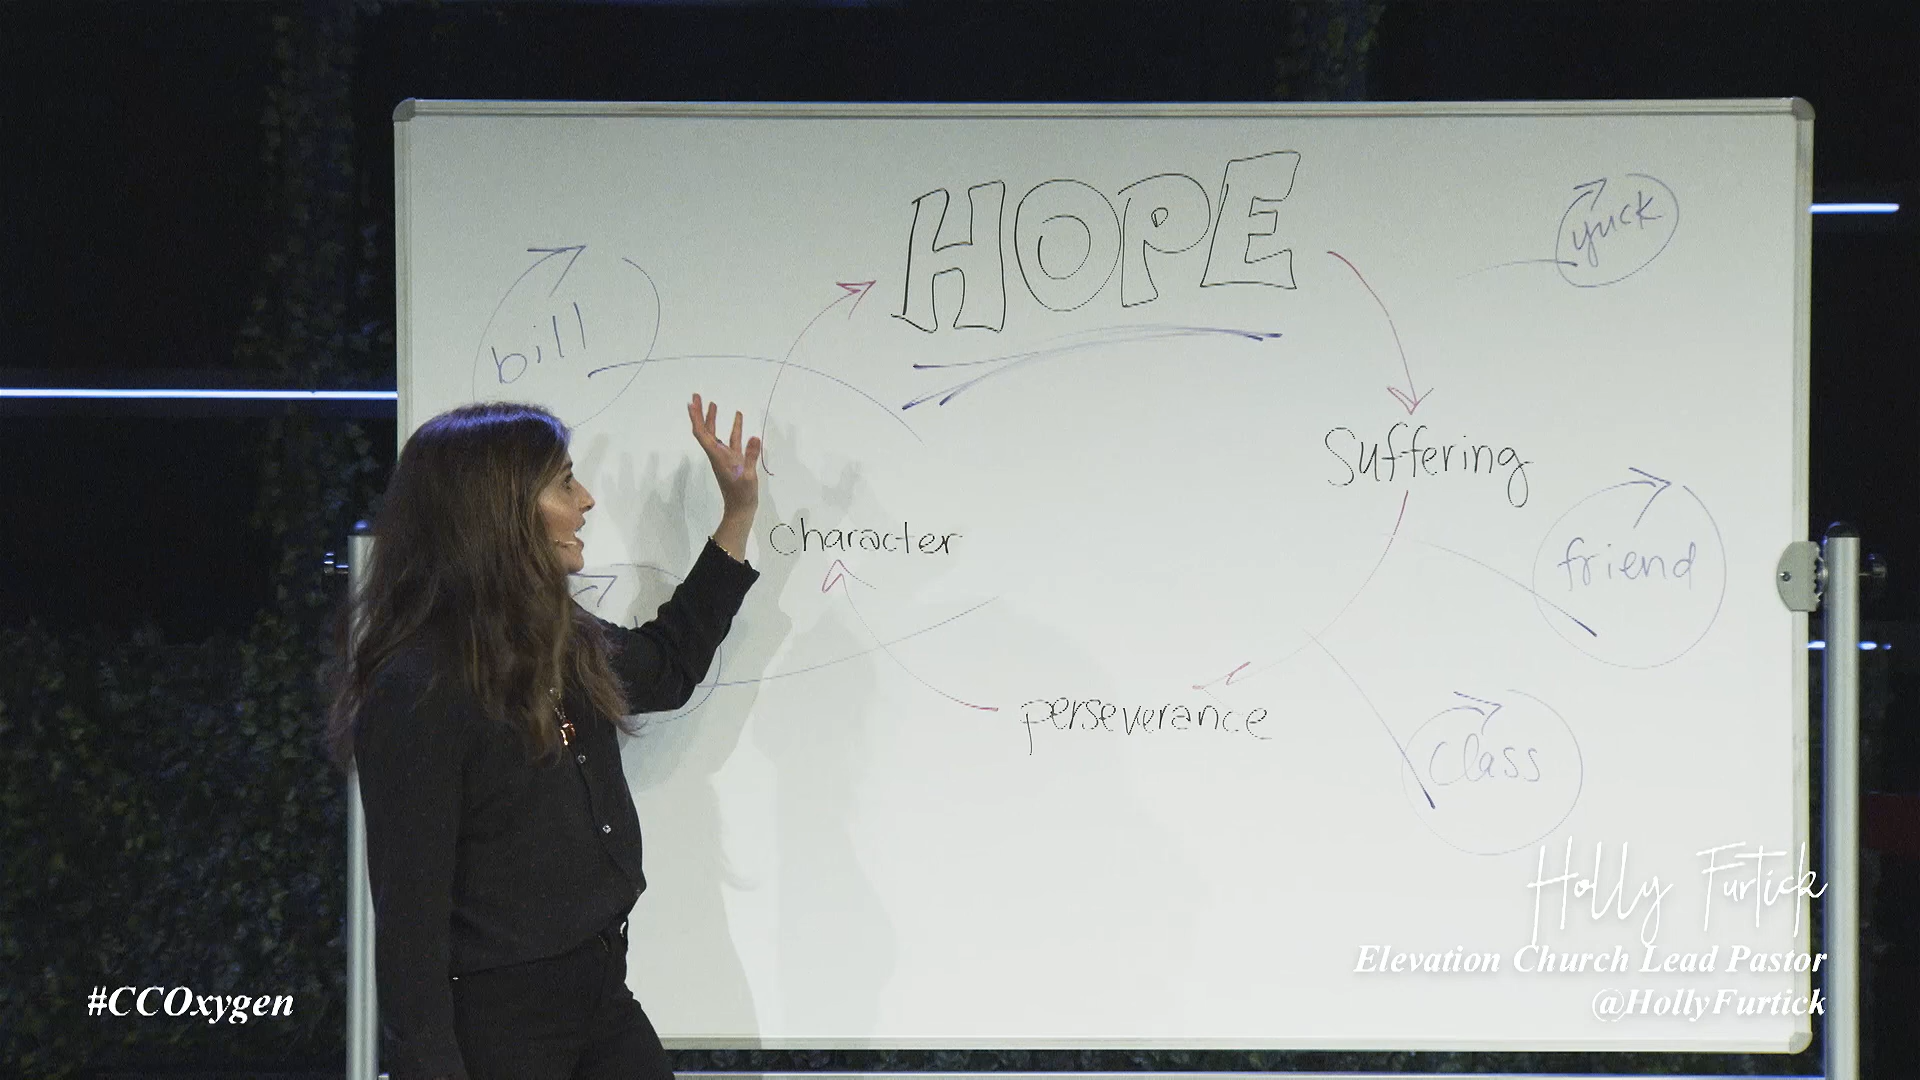 HOPE
yuck
bill
Suffering
character
friend
perseverance
Class
Holly Furtick
Elevation Church Lead Pastor
@HollyFurtick
#CCOxygen